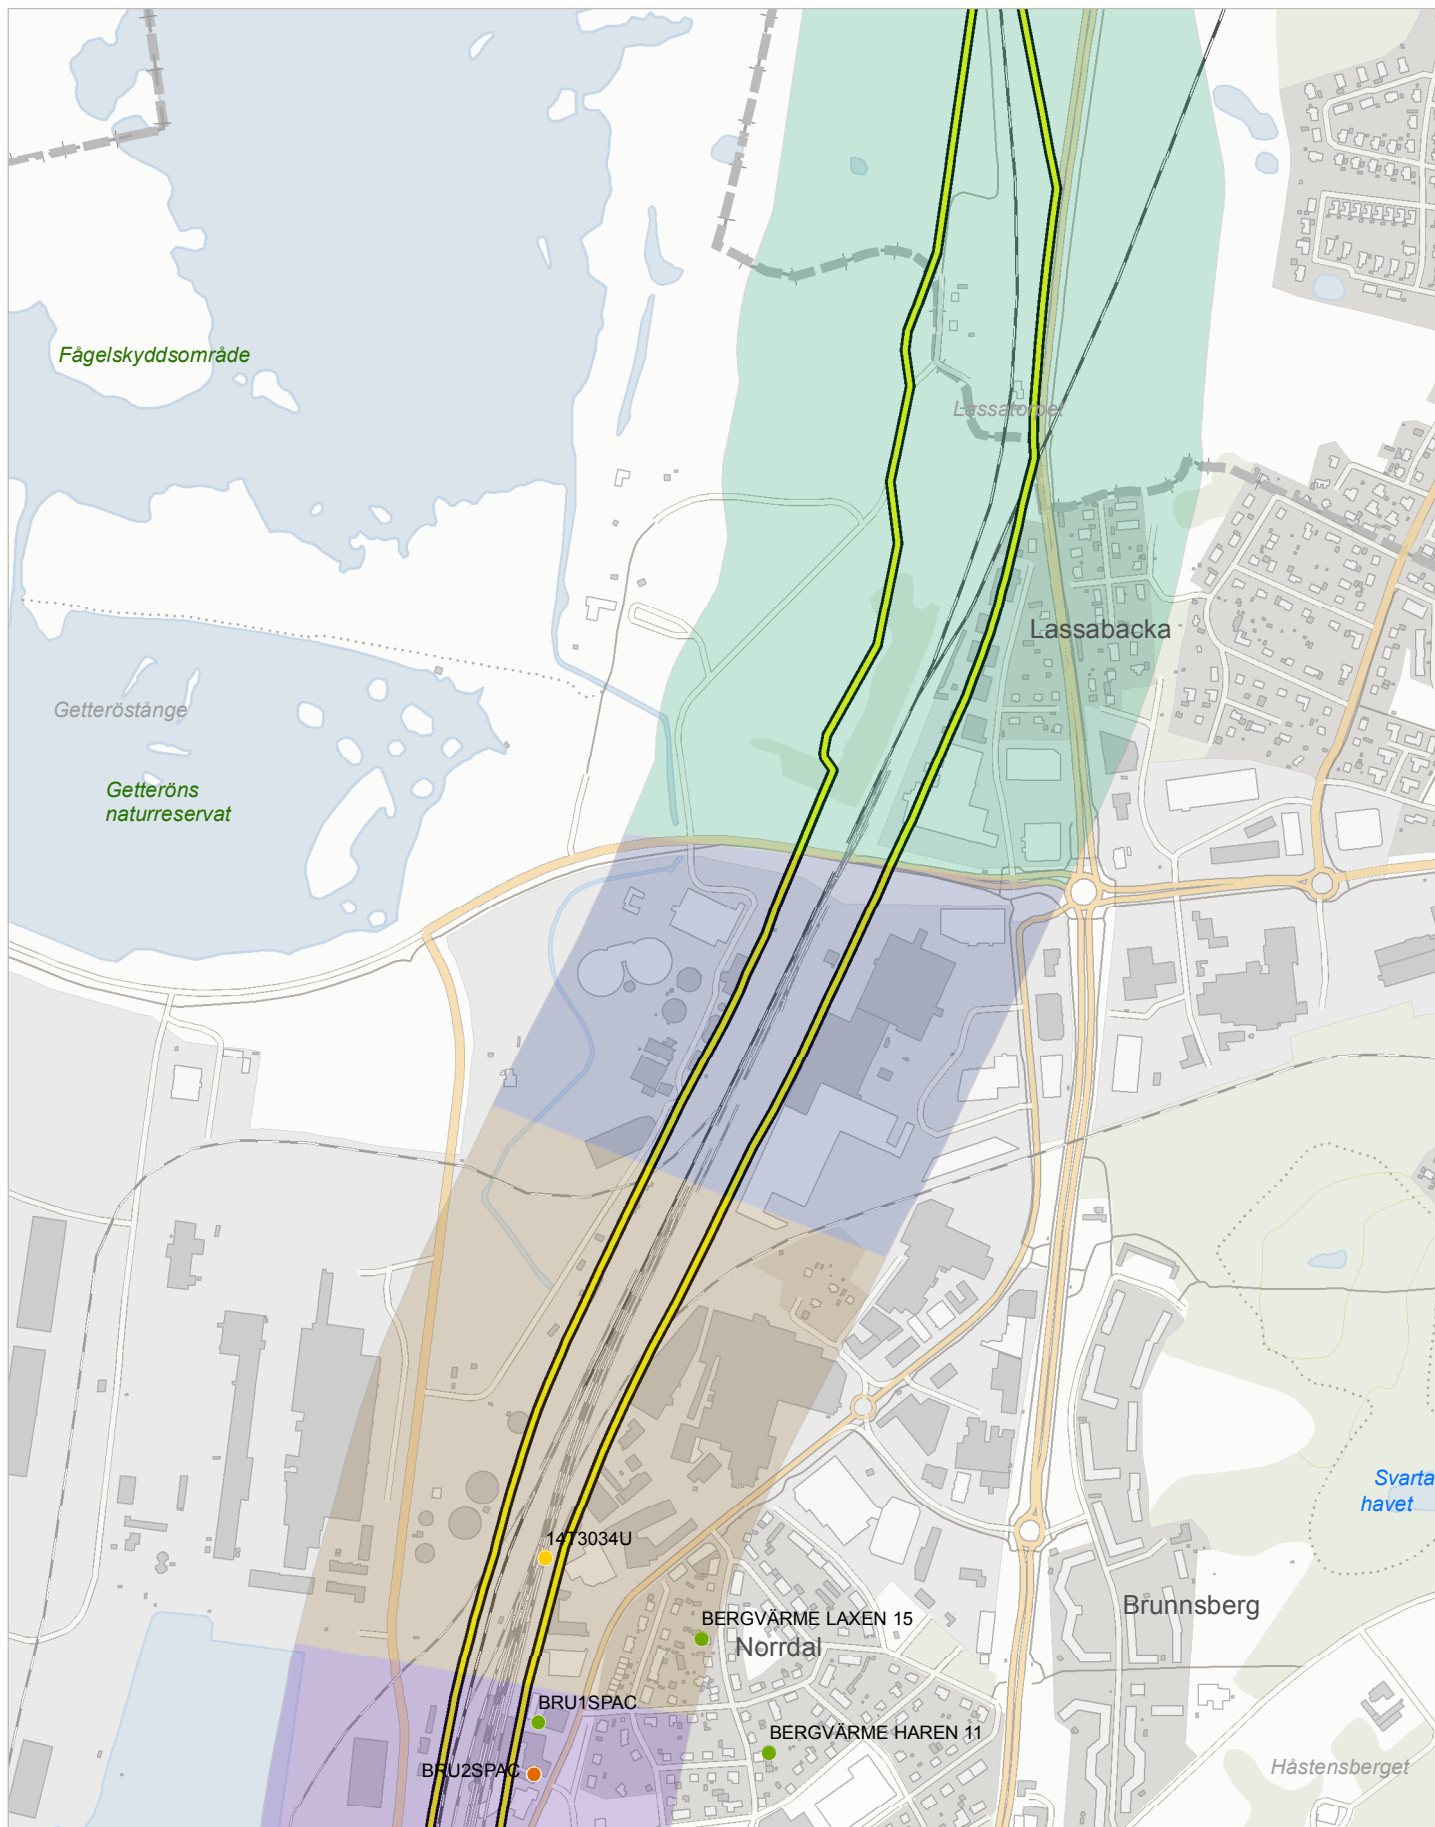 Fågelskyddsområde
Lassatorpet
Lassabacka
Getteröstånge
Getteröns
naturreservat
Svarta
havet
14T3034U
Brunnsberg
BERGVÄRME LAXEN 15
Norrdal
BRU1SPAC
BERGVÄRME HAREN 11
BRU2SPAC
Håstensberget